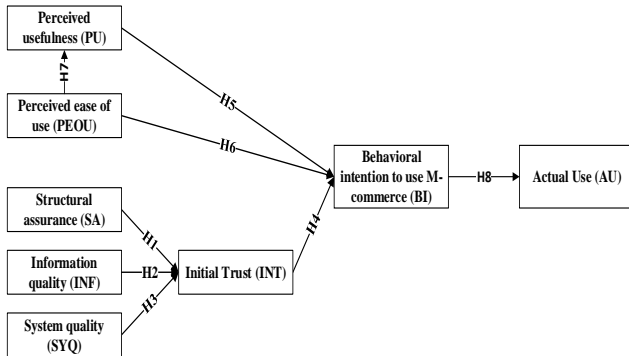 Perceived
usefulness (PU)
H7
H5
Perceived ease of
use (PEOU)
H6
Behavioral
intention to use M-
commerce (BI)
H8
Actual Use (AU)
Structural
assurance (SA)
H1
H4
Information
quality (INF)
H2
Initial Trust (INT)
H3
System quality
(SYQ)